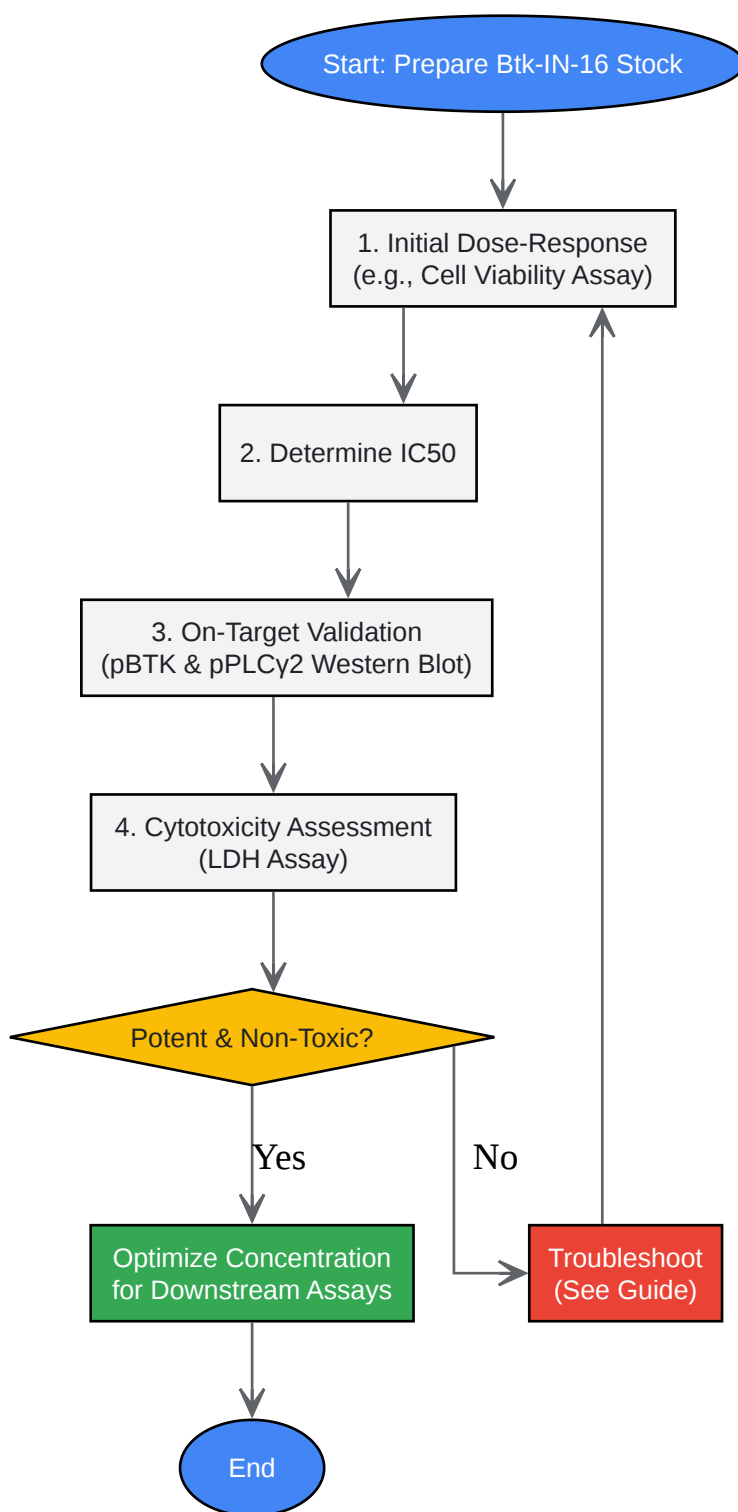 Start: Prepare Btk-IN-16 Stock
1. Initial Dose-Response
(e.g., Cell Viability Assay)
2. Determine IC50
3. On-Target Validation
(pBTK & pPLCγ2 Western Blot)
4. Cytotoxicity Assessment
(LDH Assay)
Potent & Non-Toxic?
Yes
No
Optimize Concentration
for Downstream Assays
Troubleshoot
(See Guide)
End